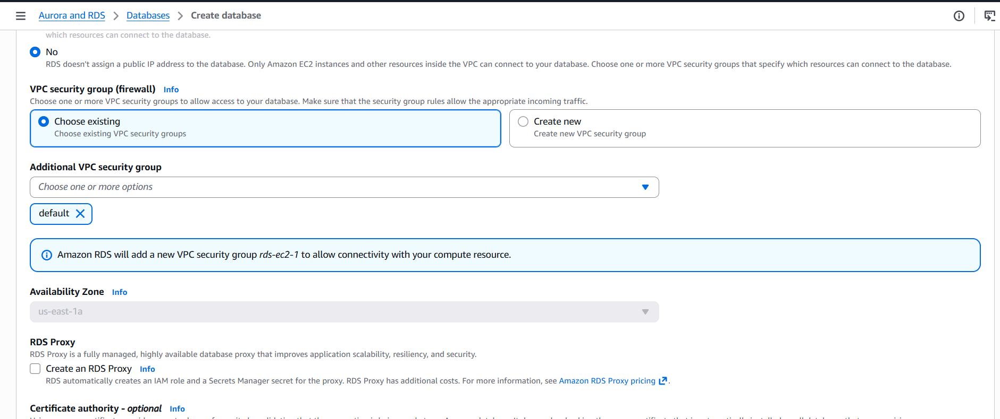 Aurora and RDS > Databases > Create database
which resources can connect to the database.
No
RDS doesn't assign a public IP address to the database. Only Amazon EC2 instances and other resources inside the VPC can connect to your database. Choose one or more VPC security groups that specify which resources can connect to the database.
VPC security group (firewall) Info
Choose one or more VPC security groups to allow access to your database. Make sure that the security group rules allow the appropriate incoming traffic.
Choose existing
Choose existing VPC security groups
Create new
Create new VPC security group
Additional VPC security group
Choose one or more options
default
Amazon RDS will add a new VPC security group rds-ec2-1 to allow connectivity with your compute resource.
Availability Zone Info
us-east-1a
RDS Proxy
RDS Proxy is a fully managed, highly available database proxy that improves application scalability, resiliency, and security.
Create an RDS Proxy Info
RDS automatically creates an IAM role and a Secrets Manager secret for the proxy. RDS Proxy has additional costs. For more information, see Amazon RDS Proxy pricing.
Certificate authority - optional Info